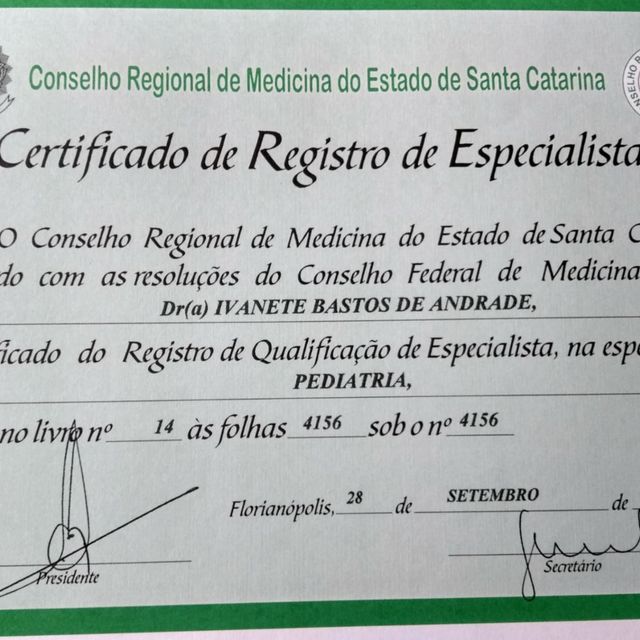 Conselho Regional de Medicina do Estado de Santa Catarina
Certificado de Registro de Especialista
O Conselho Regional de Medicina do Estado de Santa C
do com as resoluções do Conselho Federal de Medicina
Dr(a) IVANETE BASTOS DE ANDRADE,
ficado do Registro de Qualificação de Especialista, na espe
PEDIATRIA,
no livro nº 14 às folhas 4156 sob o nº 4156
Florianópolis, 28 de SETEMBRO de
Presidente
Secretário